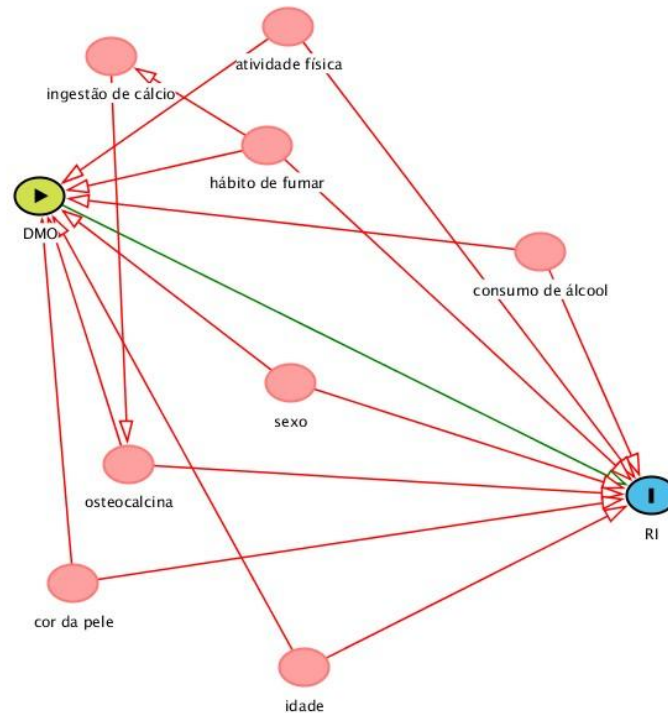 atividade física
ingestão de cálcio
hábito de fumar
DMO
consumo de álcool
sexo
osteocalcina
RI
cor da pele
idade